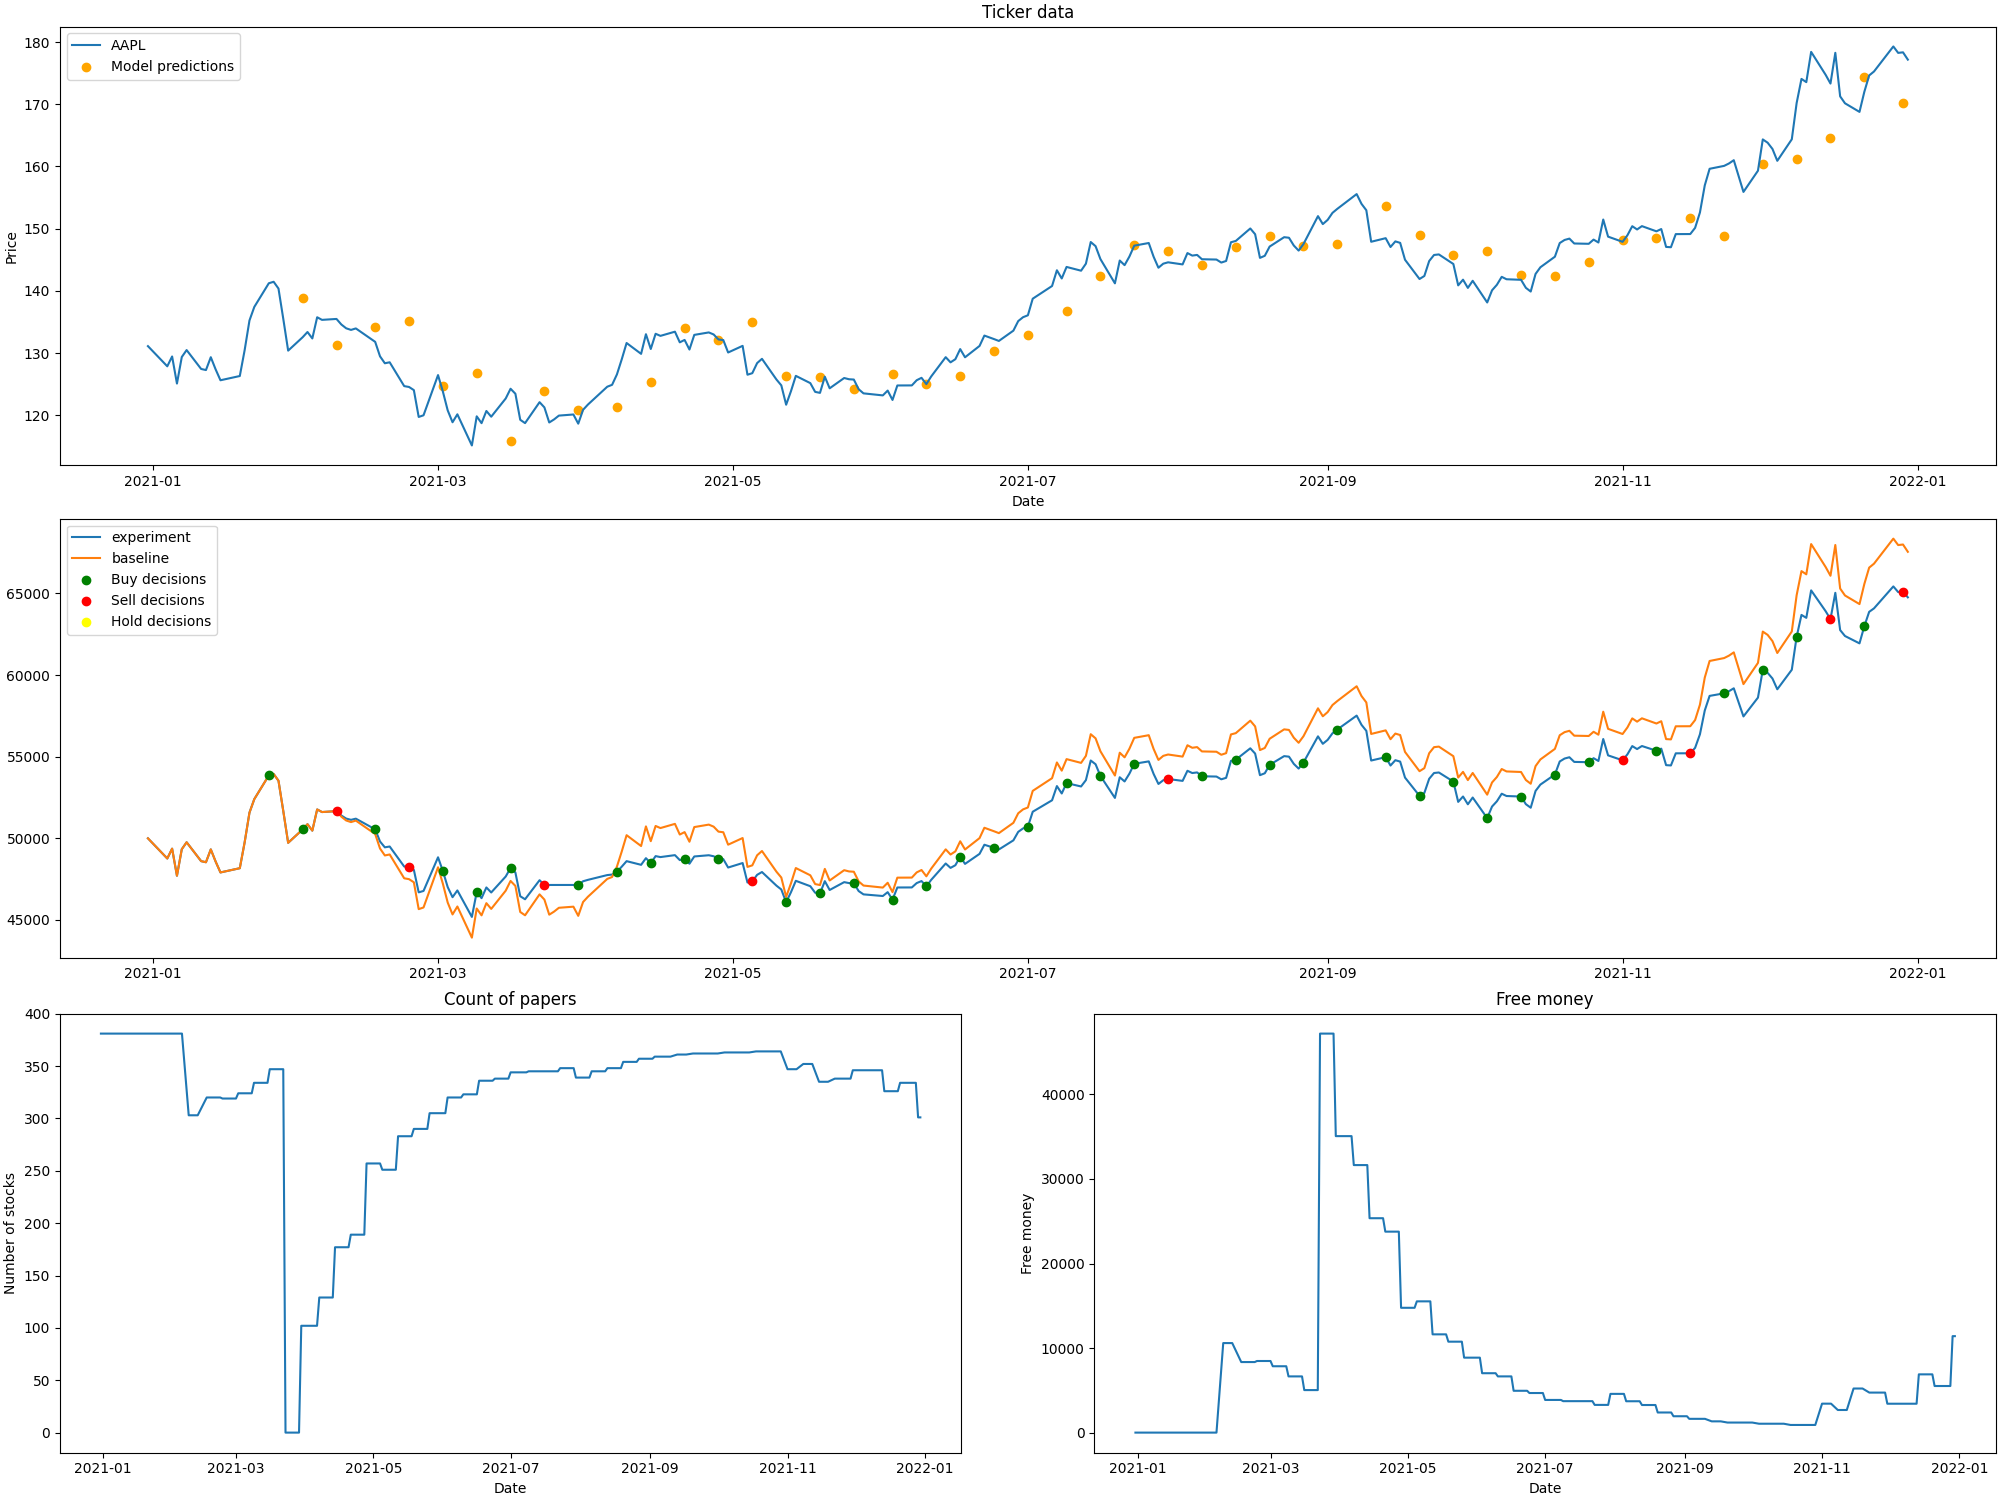 Ticker data
AAPL
Model predictions
180
170
160
150
140
130
120
Price
2021-01 2021-03 2021-05 2021-07 2021-09 2021-11 2022-01
Date
experiment
baseline
Buy decisions
Sell decisions
Hold decisions
65000
60000
55000
50000
45000
2021-01 2021-03 2021-05 2021-07 2021-09 2021-11 2022-01
Count of papers
400
350
300
250
200
150
100
50
0
Number of stocks
2021-01 2021-03 2021-05 2021-07 2021-09 2021-11 2022-01
Date
Free money
40000
30000
20000
10000
0
Free money
2021-01 2021-03 2021-05 2021-07 2021-09 2021-11 2022-01
Date